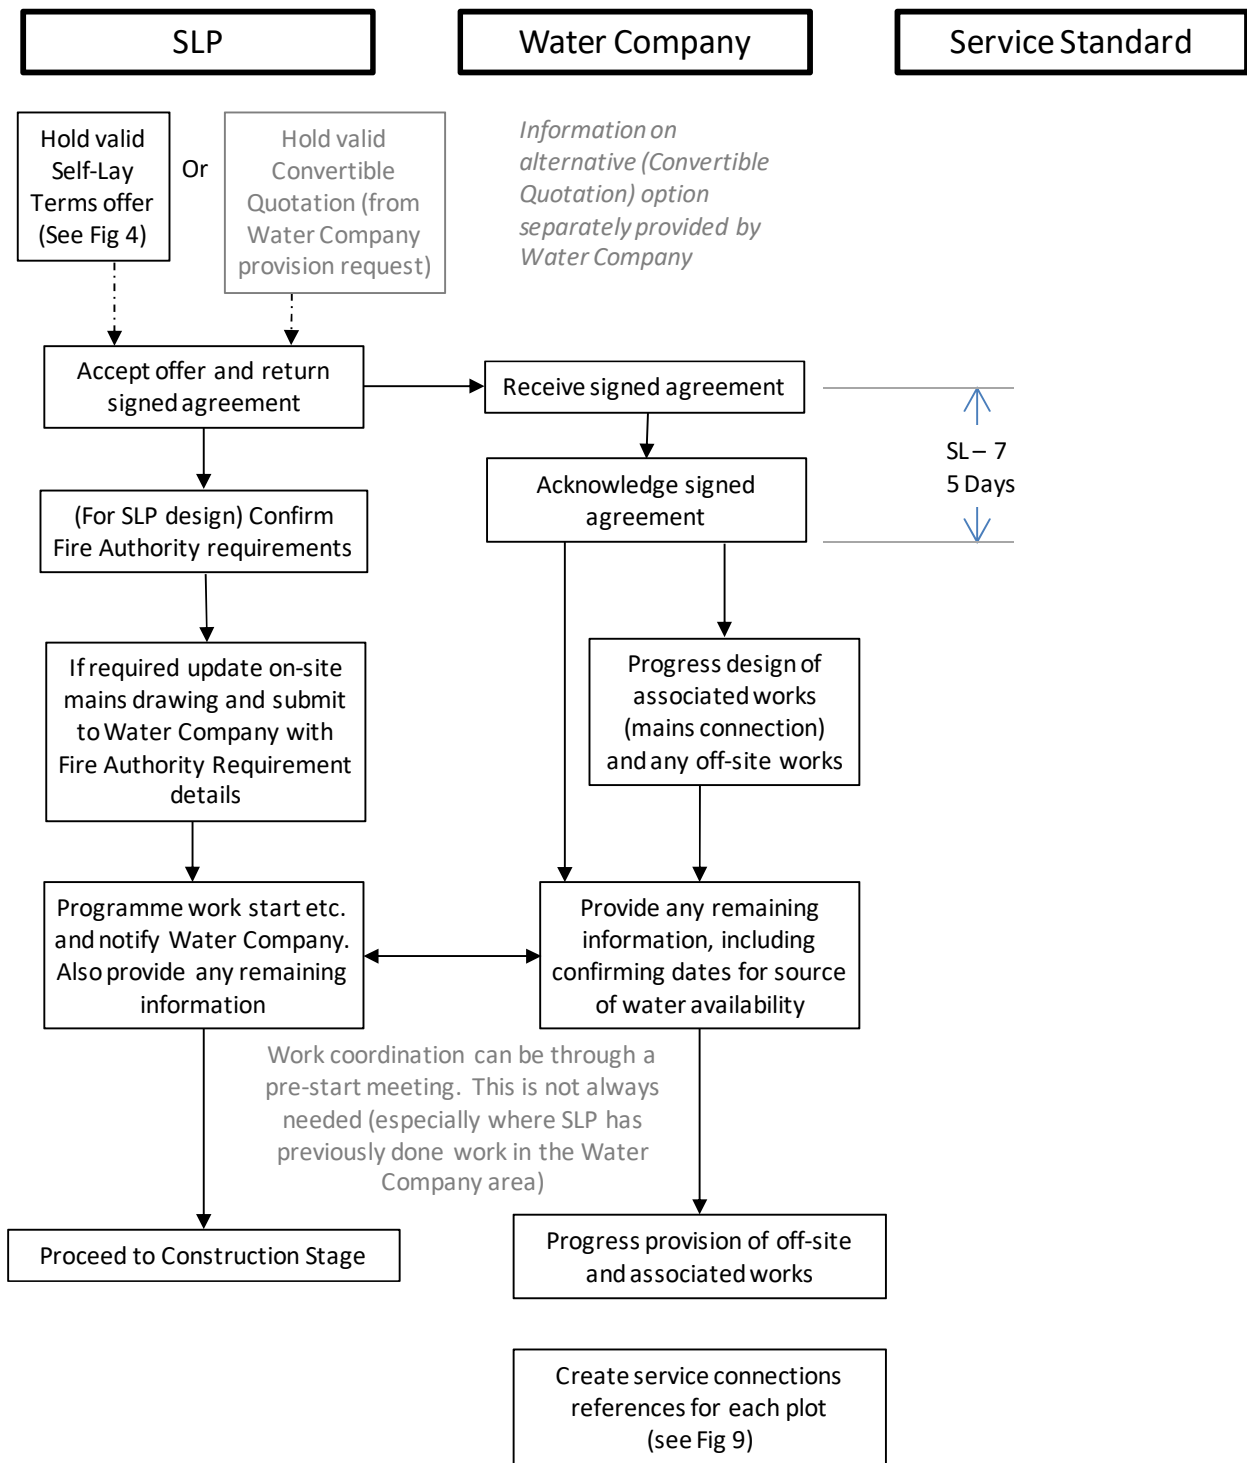 SLP
Water Company
Service Standard
Hold valid
Self-Lay
Terms offer
(See Fig 4)
Or
Hold valid
Convertible
Quotation (from
Water Company
provision request)
Information on
alternative (Convertible
Quotation) option
separately provided by
Water Company
Accept offer and return
signed agreement
Receive signed agreement
SL – 7
5 Days
Acknowledge signed
agreement
(For SLP design) Confirm
Fire Authority requirements
If required update on-site
mains drawing and submit
to Water Company with
Fire Authority Requirement
details
Progress design of
associated works
(mains connection)
and any off-site works
Programme work start etc.
and notify Water Company.
Also provide any remaining
information
Provide any remaining
information, including
confirming dates for source
of water availability
Work coordination can be through a
pre-start meeting. This is not always
needed (especially where SLP has
previously done work in the Water
Company area)
Proceed to Construction Stage
Progress provision of off-site
and associated works
Create service connections
references for each plot
(see Fig 9)